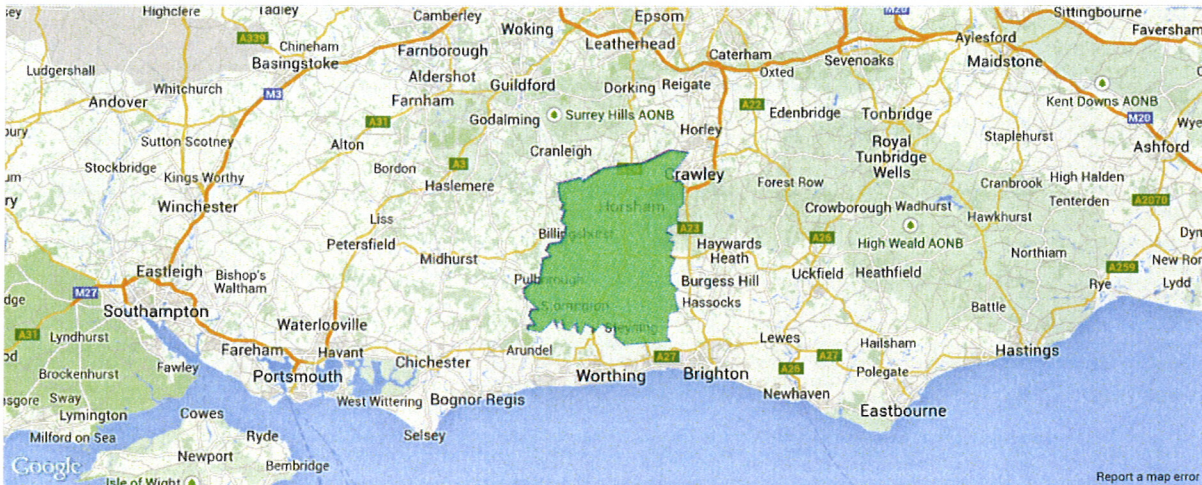 Highclere
Tadley
Camberley
Epsom
Sittingbourne
Woking
Leatherhead
M26
Faversham
A339
Chineham
Farnborough
Caterham
Aylesford
Basingstoke
Sevenoaks
Maidstone
Ludgershall
Aldershot
Guildford
Dorking
Reigate
Oxted
Whitchurch
M3
Farnham
A22
Edenbridge
Kent Downs AONB
Andover
Godalming
Surrey Hills AONB
Tonbridge
M20
A31
Horley
Royal
Tunbridge
Wells
Staplehurst
Wye
Sutton Scotney
Alton
Cranleigh
Ashford
Stockbridge
Bordon
A3
Crawley
Kings Worthy
Haslemere
Forest Row
Cranbrook
High Halden
Winchester
Liss
Horsham
Crowborough
Wadhurst
Tenterden
A2070
Hawkhurst
Petersfield
Billingshurst
A23
Haywards
Heath
A26
High Weald AONB
Northiam
Midhurst
Eastleigh
Bishop's
Waltham
Pulborough
Burgess Hill
Uckfield
Heathfield
A259
New Ro
Rye
Lydd
M27
Southampton
Storrington
Hassocks
Battle
A31
Lyndhurst
Waterlooville
Steyning
Lewes
Hailsham
Hastings
Fareham
Havant
Chichester
Arundel
A27
A27
Brockenhurst
Fawley
Portsmouth
Worthing
Brighton
A26
Polegate
Sway
West Wittering
Bognor Regis
Newhaven
Lymington
Cowes
Eastbourne
Milford on Sea
Ryde
Selsey
Newport
Bembridge
Google
Isle of Wight
Report a map error